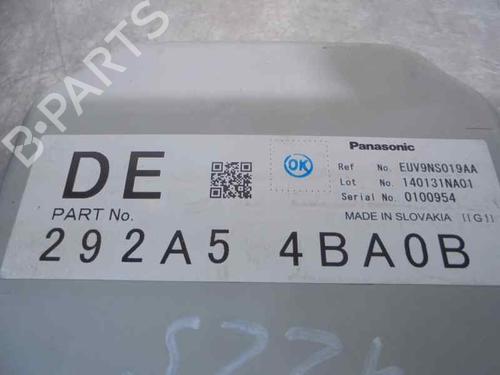 B-PARTS
DE
OK
Panasonic
Ref No. EUV9NS019AA
Lot No. 140131NA01
Serial No. 0100954
PART No.
MADE IN SLOVAKIA [[G]]
292A5 4BA0B